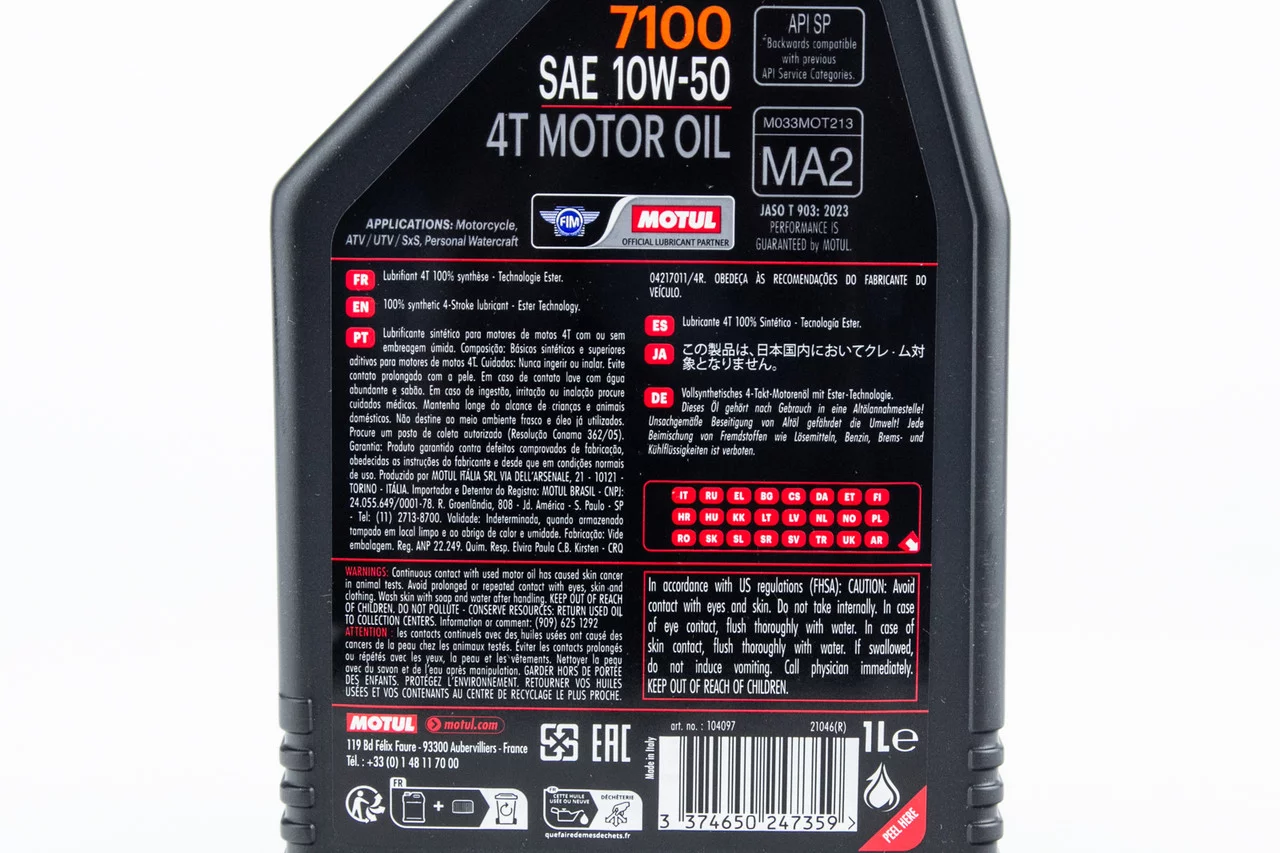 7100
SAE 10W-50
4T MOTOR OIL
API SP
*Backwards compatible
with previous
API Service Categories.
M033MOT213
MA2
JASO T 903: 2023
PERFORMANCE IS
GUARANTEED by MOTUL.
APPLICATIONS: Motorcycle,
ATV / UTV / SxS, Personal Watercraft
FIM
MOTUL
OFFICIAL LUBRICANT PARTNER
FR Lubrifiant 4T 100% synthèse - Technologie Ester.
EN 100% synthetic 4-Stroke lubricant - Ester Technology.
PT Lubrificante sintético para motores de motos 4T com ou sem
embreagem úmida. Composição: Básicos sintéticos e superiores
aditivos para motores de motos 4T. Cuidados: Nunca ingerir ou inalar. Evite
contato prolongado com a pele. Em caso de contato lave com água
abundante e sabão. Em caso de ingestão, irritação ou inalação procure
cuidados médicos. Mantenha longe do alcance de crianças e animais
domésticos. Não destine ao meio ambiente frasco e óleo já utilizados.
Procure um posto de coleta autorizado (Resolução Conama 362/05).
Garantia: Produto garantido contra defeitos comprovados de fabricação,
obedecidas as instruções do fabricante e desde que em condições normais
de uso. Produzido por MOTUL ITÁLIA SRL VIA DELL'ARSENALE, 21 - 10121 -
TORINO - ITÁLIA. Importador e Detentor do Registro: MOTUL BRASIL - CNPJ:
24.055.649/0001-78. R. Groenlândia, 808 - Jd. América - S. Paulo - SP
- Tel: (11) 2713-8700. Validade: Indeterminada, quando armazenado
tampado em local limpo e ao abrigo de calor e umidade. Fabricação: Vide
embalagem. Reg. ANP 22.249. Quim. Resp. Elvira Paula C.B. Kirsten - CRQ
04217011/4R. OBEDEÇA ÀS RECOMENDAÇÕES DO FABRICANTE DO
VEÍCULO.
ES Lubricante 4T 100% Sintético - Tecnología Ester.
JA この製品は、日本国内においてクレ-ム対
象となりません。
DE Vollsynthetisches 4-Takt-Motorenöl mit Ester-Technologie.
Dieses Öl gehört nach Gebrauch in eine Altölannahmestelle!
Unsachgemäße Beseitigung von Altöl gefährdet die Umwelt! Jede
Beimischung von Fremdstoffen wie Lösemitteln, Benzin, Brems- und
Kühlflüssigkeiten ist verboten.
IT RU EL BG CS DA ET FI
HR HU KK LT LV NL NO PL
RO SK SL SR SV TR UK AR
WARNINGS: Continuous contact with used motor oil has caused skin cancer
in animal tests. Avoid prolonged or repeated contact with eyes, skin and
clothing. Wash skin with soap and water after handling. KEEP OUT OF REACH
OF CHILDREN. DO NOT POLLUTE - CONSERVE RESOURCES: RETURN USED OIL
TO COLLECTION CENTERS. Information or comment: (909) 625 1292
ATTENTION : les contacts continuels avec des huiles usées ont causé des
cancers de la peau chez les animaux testés. Éviter les contacts prolongés
ou répétés avec les yeux, la peau et les vêtements. Nettoyer la peau
avec du savon et de l'eau après manipulation. GARDER HORS DE PORTÉE
DES ENFANTS. PROTÉGEZ L'ENVIRONNEMENT. RETOURNER VOS HUILES
USÉES ET VOS CONTENANTS AU CENTRE DE RECYCLAGE LE PLUS PROCHE.
In accordance with US regulations (FHSA): CAUTION: Avoid
contact with eyes and skin. Do not take internally. In case
of eye contact, flush thoroughly with water. In case of
skin contact, flush thoroughly with water. If swallowed,
do not induce vomiting. Call physician immediately.
KEEP OUT OF REACH OF CHILDREN.
MOTUL motul.com
119 Bd Félix Faure - 93300 Aubervilliers - France
Tél. : +33 (0) 1 48 11 70 00
EAC
FR
+
FR
CETTE HUILE
USÉE OU NEUVE
DÉCHÈTERIE
quefairedemesdechets.fr
Made in Italy
art. no. : 104097 21046(R)
3 374650 247359 >
1L e
PEEL HERE